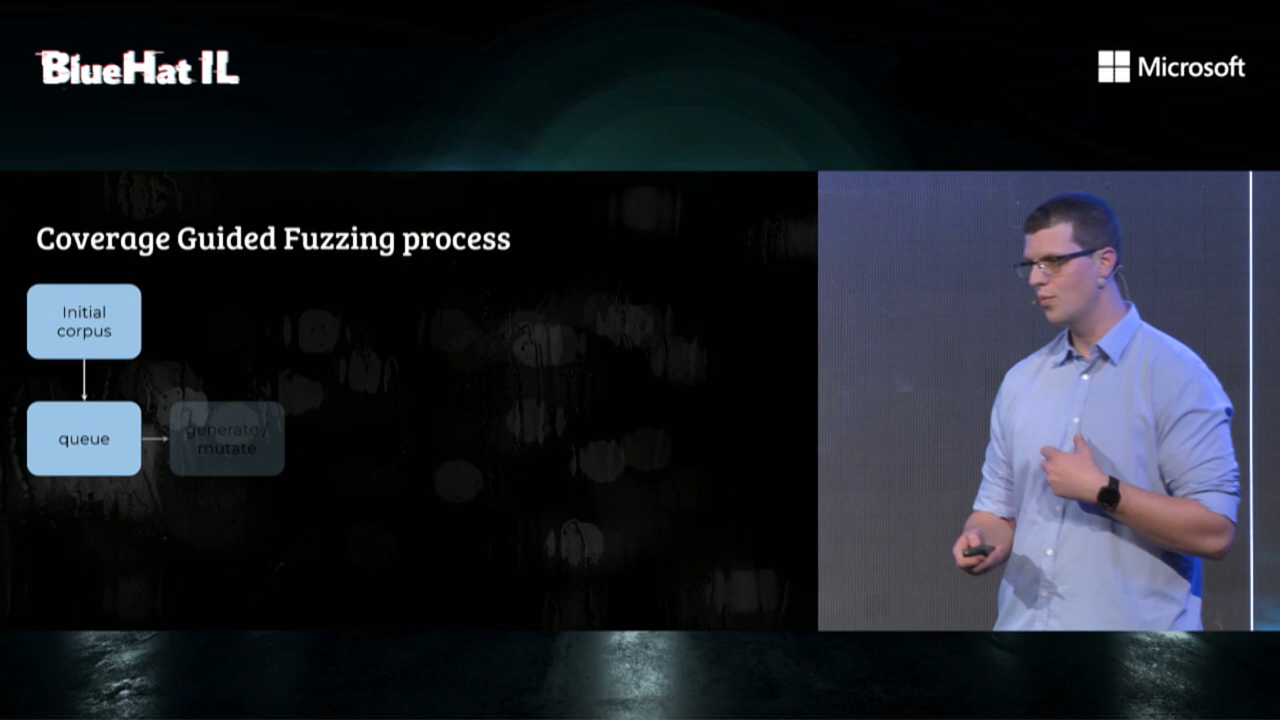 BlueHat IL
Microsoft
Coverage Guided Fuzzing process
Initial
corpus
queue
generate /
mutate